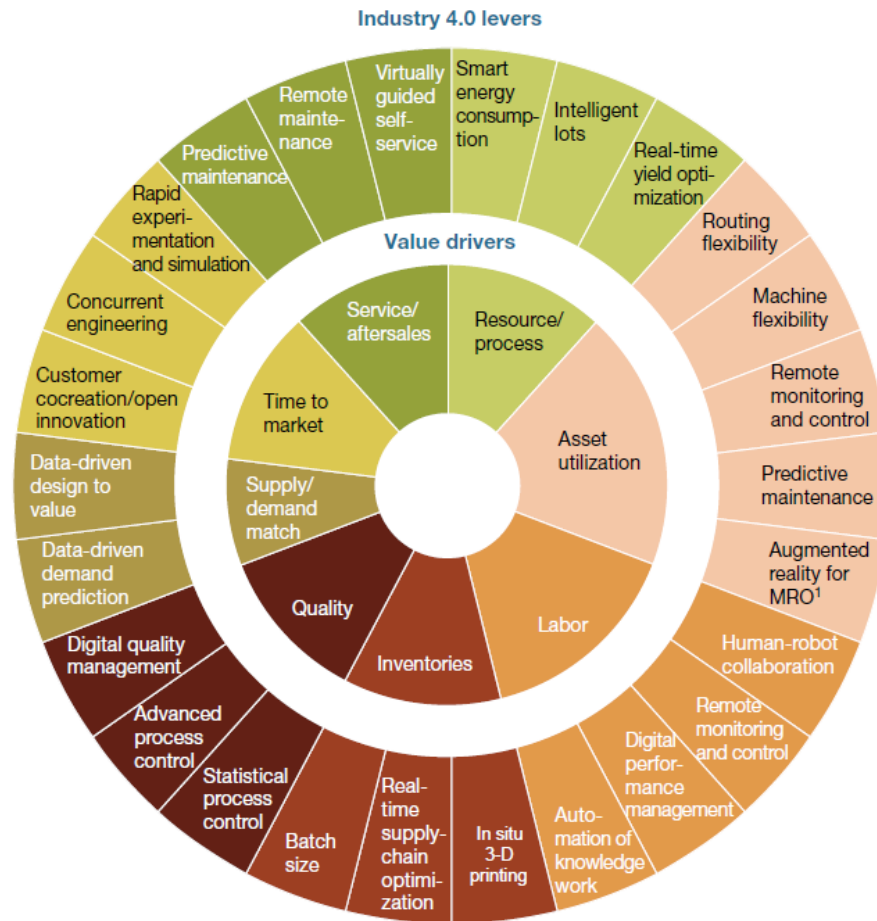 Industry 4.0 levers
Smart
energy
consump-
tion
Intelligent
lots
Real-time
yield opti-
mization
Routing
flexibility
Machine
flexibility
Remote
monitoring
and control
Predictive
maintenance
Augmented
reality for
MRO¹
Human-robot
collaboration
Remote
monitoring
and control
Digital
perfor-
mance
management
Auto-
mation of
knowledge
work
In situ
3-D
printing
Real-
time
supply-
chain
optimi-
zation
Batch
size
Statistical
process
control
Advanced
process
control
Digital quality
management
Data-driven
demand
prediction
Data-driven
design to
value
Customer
cocreation/open
innovation
Concurrent
engineering
Rapid
experi-
mentation
and simulation
Predictive
maintenance
Remote
mainte-
nance
Virtually
guided
self-
service
Value drivers
Resource/
process
Asset
utilization
Labor
Inventories
Quality
Supply/
demand
match
Time to
market
Service/
aftersales